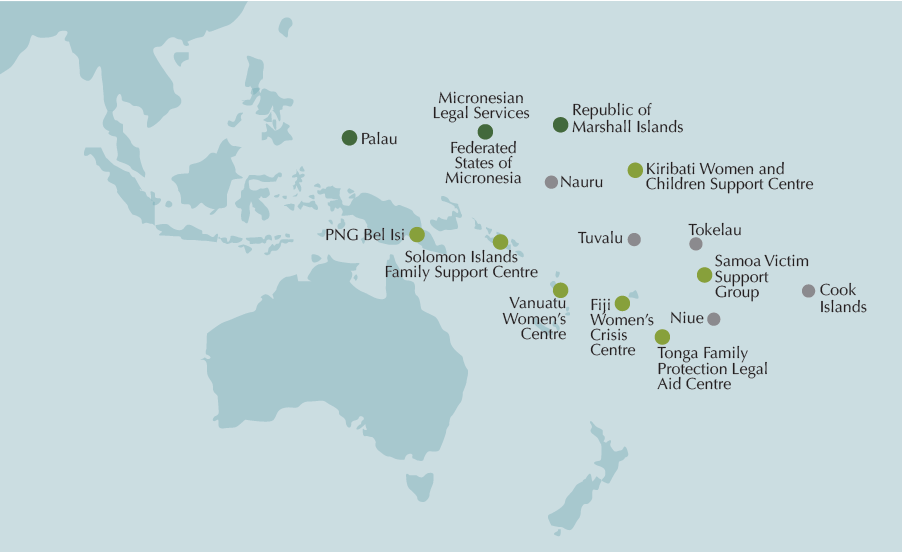 Micronesian
Legal Services
Republic of
Marshall Islands
Palau
Federated
States of
Micronesia
Kiribati Women and
Children Support Centre
Nauru
PNG Bel Isi
Tuvalu
Tokelau
Solomon Islands
Family Support Centre
Samoa Victim
Support
Group
Cook
Islands
Vanuatu
Women's
Centre
Fiji
Women's
Crisis
Centre
Niue
Tonga Family
Protection Legal
Aid Centre